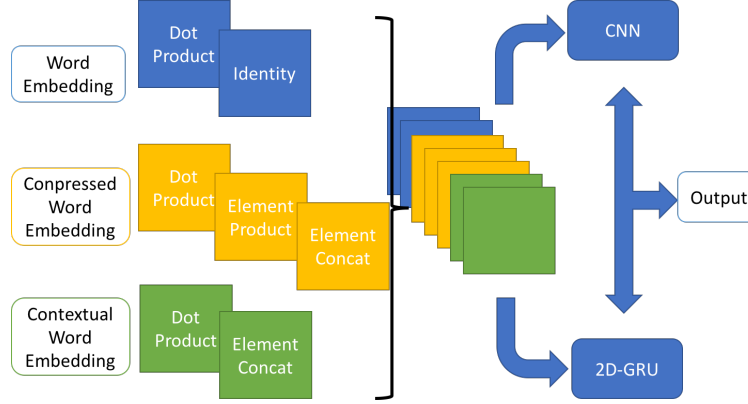 Word
Embedding
Dot
Product
Identity
Conpressed
Word
Embedding
Dot
Product
Element
Product
Element
Concat
Contextual
Word
Embedding
Dot
Product
Element
Concat
CNN
Output
2D-GRU